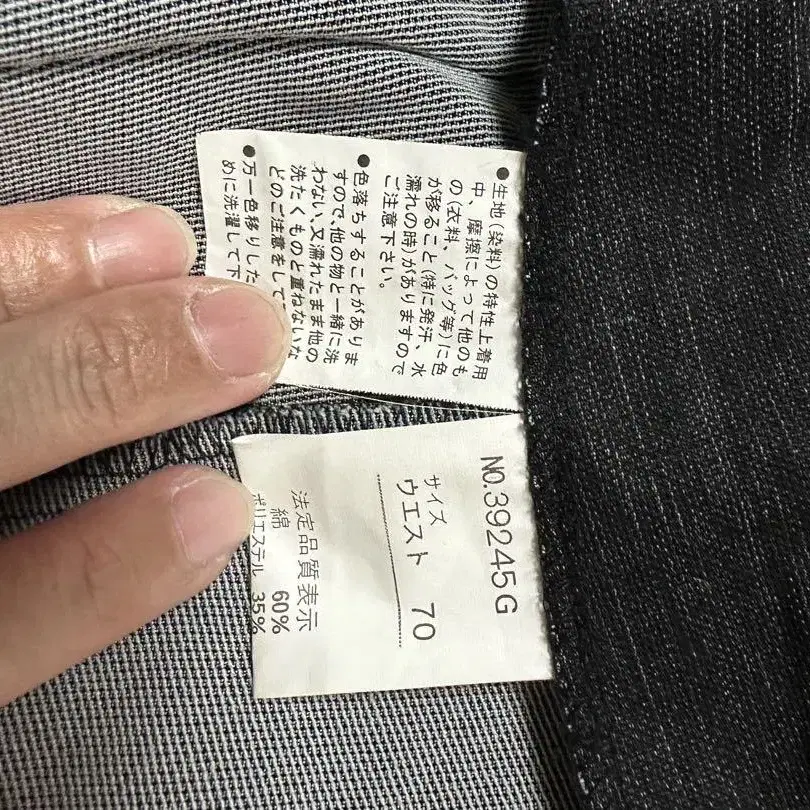 ●生地(染料)の特性上着用
中、摩擦によって他のも
の(衣料、バッグ等)に色
が移ること(特に発汗、水
濡れの時)がありますので
ご注意下さい。
●色落ちすることがありま
すので、他の物と一緒に洗
わない、又濡れたまま他の
洗たくものと重ねないな
どのご注意をして
●万一色移りした
めに洗濯して下
NO.39245G
サイズ
ウエスト 70
法定品質表示
綿 60%
ポリエステル 35%